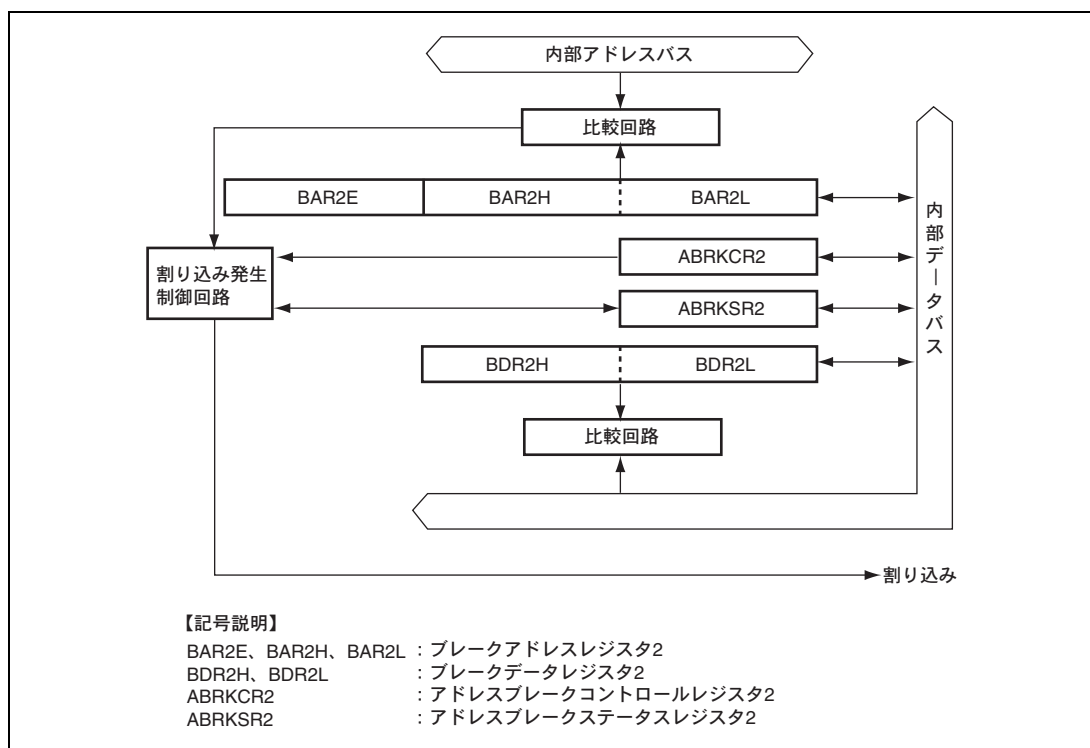 内部アドレスバス
比較回路
BAR2E
BAR2H
BAR2L
内部データバス
割り込み発生
制御回路
ABRKCR2
ABRKSR2
BDR2H
BDR2L
比較回路
割り込み
【記号説明】
BAR2E、BAR2H、BAR2L : ブレークアドレスレジスタ2
BDR2H、BDR2L : ブレークデータレジスタ2
ABRKCR2 : アドレスブレークコントロールレジスタ2
ABRKSR2 : アドレスブレークステータスレジスタ2